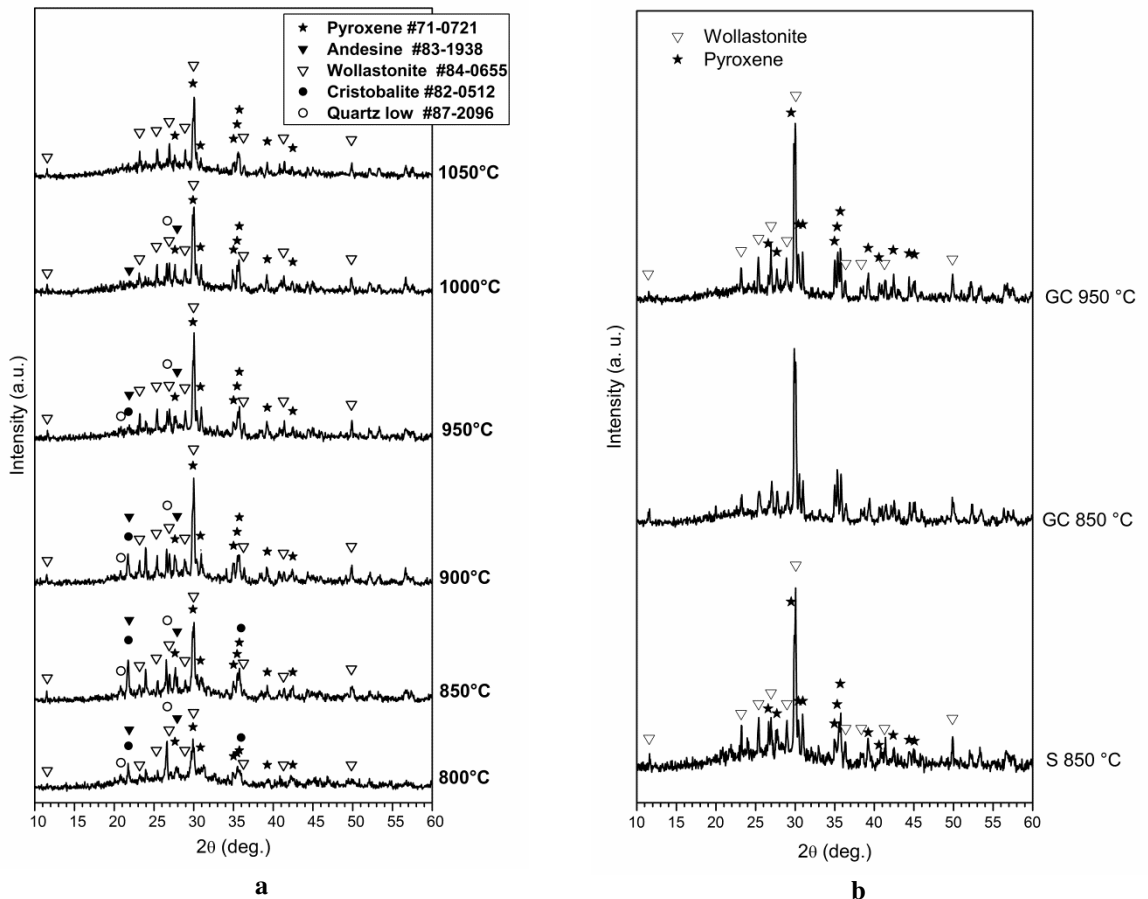 Pyroxene #71-0721
Andesine #83-1938
Wollastonite #84-0655
Cristobalite #82-0512
Quartz low #87-2096
1050°C
1000°C
950°C
900°C
850°C
800°C
Intensity (a.u.)
10 15 20 25 30 35 40 45 50 55 60
2θ (deg.)
a
Wollastonite
Pyroxene
GC 950 °C
GC 850 °C
S 850 °C
Intensity (a. u.)
10 15 20 25 30 35 40 45 50 55 60
2θ (deg.)
b